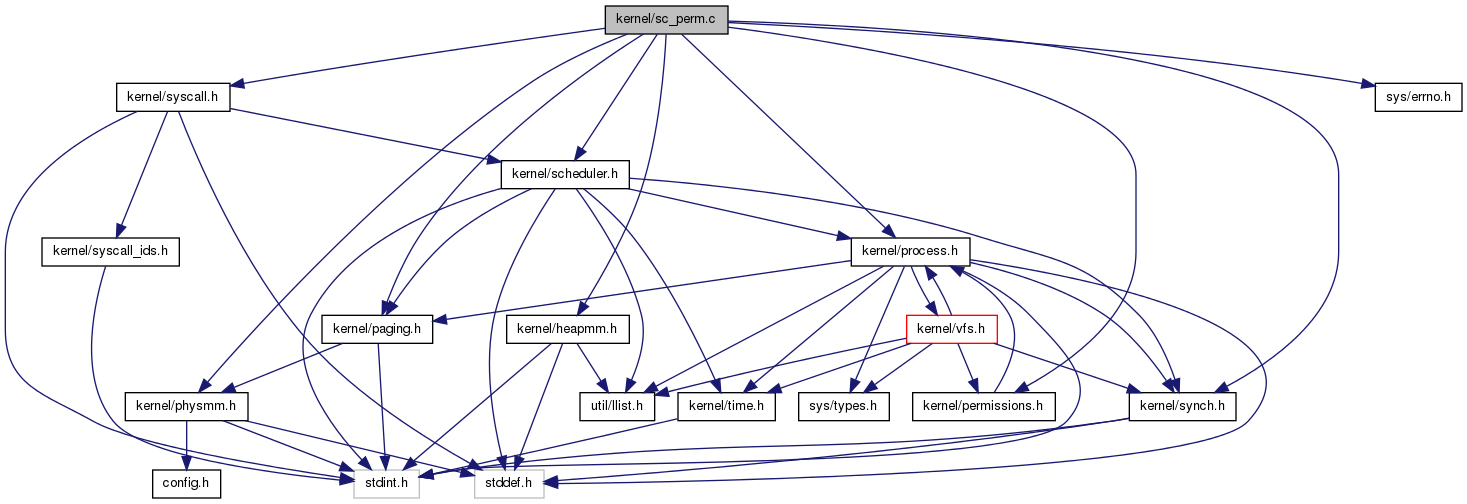 kernel/sc_perm.c
kernel/syscall.h
sys/errno.h
kernel/scheduler.h
kernel/syscall_ids.h
kernel/process.h
kernel/paging.h
kernel/heapmm.h
kernel/vfs.h
kernel/physmm.h
util/llist.h
kernel/time.h
sys/types.h
kernel/permissions.h
kernel/synch.h
config.h
stdint.h
stddef.h